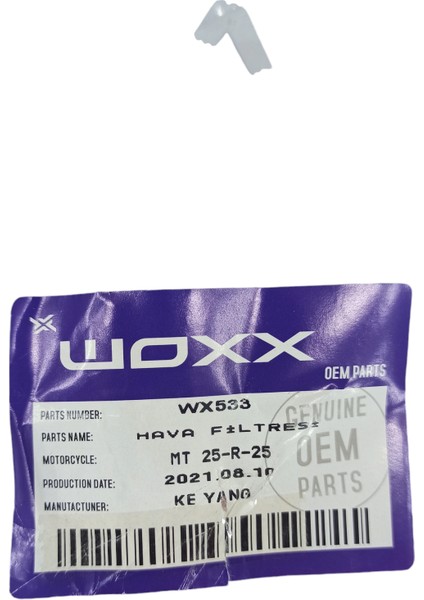 WOXX
OEM PARTS
PARTS NUMBER: WX533
PARTS NAME: HAVA FİLTRESİ
MOTORCYCLE: MT 25-R-25
PRODUCTION DATE: 2021.08.10
MANUFACTURER: KE YANG
GENUINE
OEM
PARTS